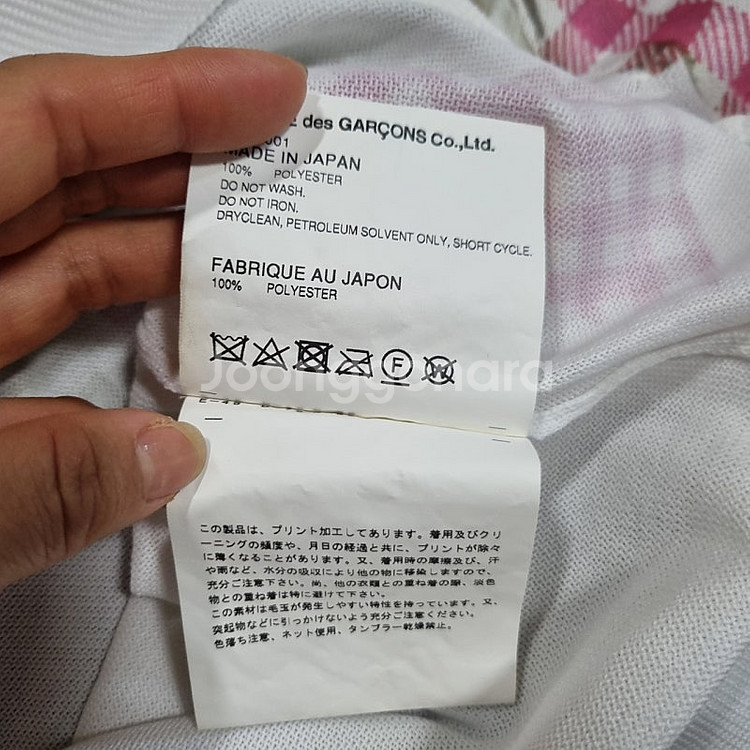 des GARÇONS Co.,Ltd.
001
MADE IN JAPAN
100% POLYESTER
DO NOT WASH.
DO NOT IRON.
DRYCLEAN, PETROLEUM SOLVENT ONLY, SHORT CYCLE.
FABRIQUE AU JAPON
100% POLYESTER
F W
Joonggonara
この製品は、プリント加工してあります。着用及びクリ
ーニングの頻度や、月日の経過と共に、プリントが除々
に薄くなることがあります。又、着用時の摩擦及び、汗
や雨など、水分の吸収により他の物に移染しますので、
充分ご注意下さい。尚、他の衣類との重ね着の際、淡色
物との重ね着は特に避けて下さい。
この素材は毛玉が発生しやすい特性を持っています。又、
突起物などに引っかけないよう充分ご注意ください。
色落ち注意、ネット使用、タンブラー乾燥禁止。